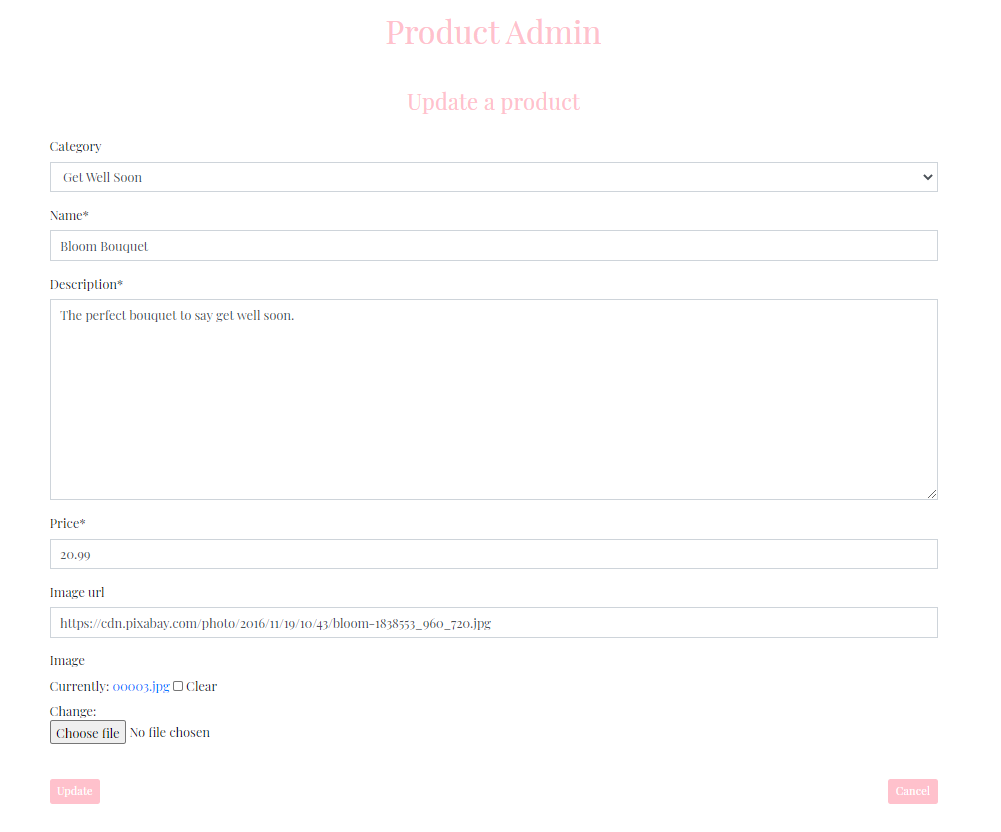 Product Admin
Update a product
Category
Get Well Soon
Name*
Bloom Bouquet
Description*
The perfect bouquet to say get well soon.
Price*
20.99
Image url
https://cdn.pixabay.com/photo/2016/11/19/10/43/bloom-1838553_960_720.jpg
Image
Currently: 00003.jpg Clear
Change:
Choose file No file chosen
Update Cancel